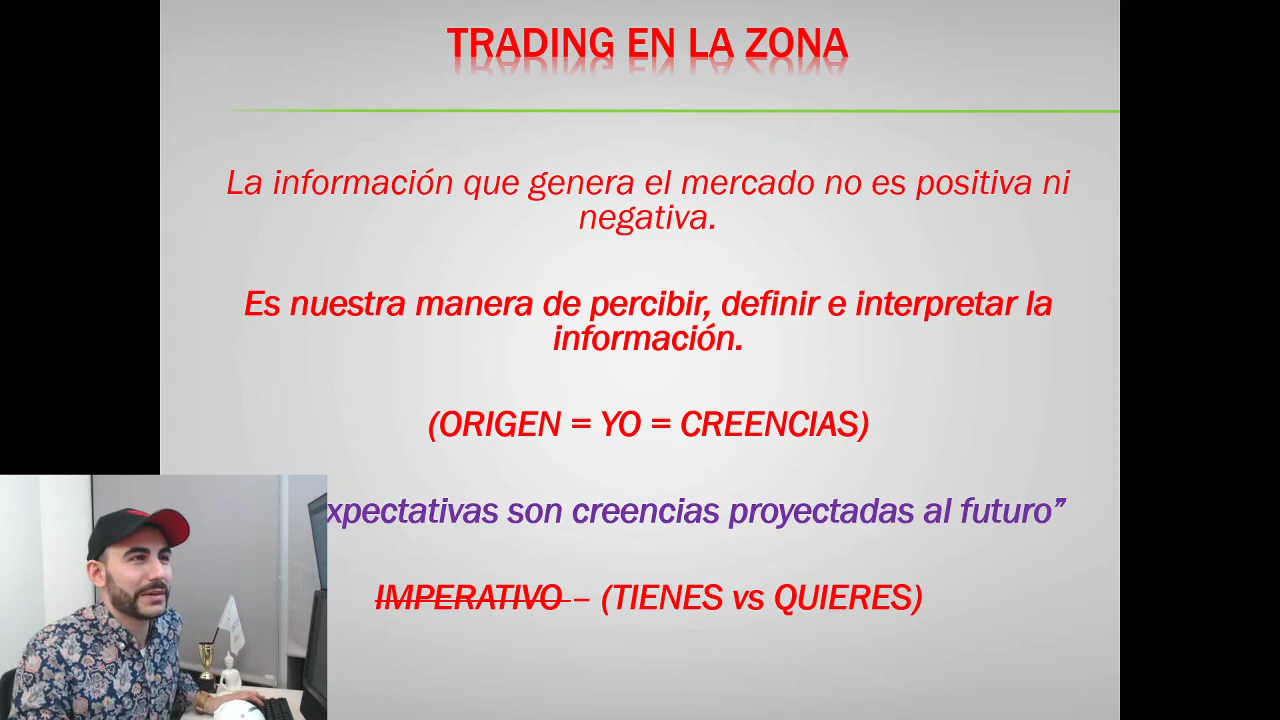 TRADING EN LA ZONA
La información que genera el mercado no es positiva ni
negativa.
Es nuestra manera de percibir, definir e interpretar la
información.
(ORIGEN = YO = CREENCIAS)
xpectativas son creencias proyectadas al futuro”
IMPERATIVO – (TIENES vs QUIERES)